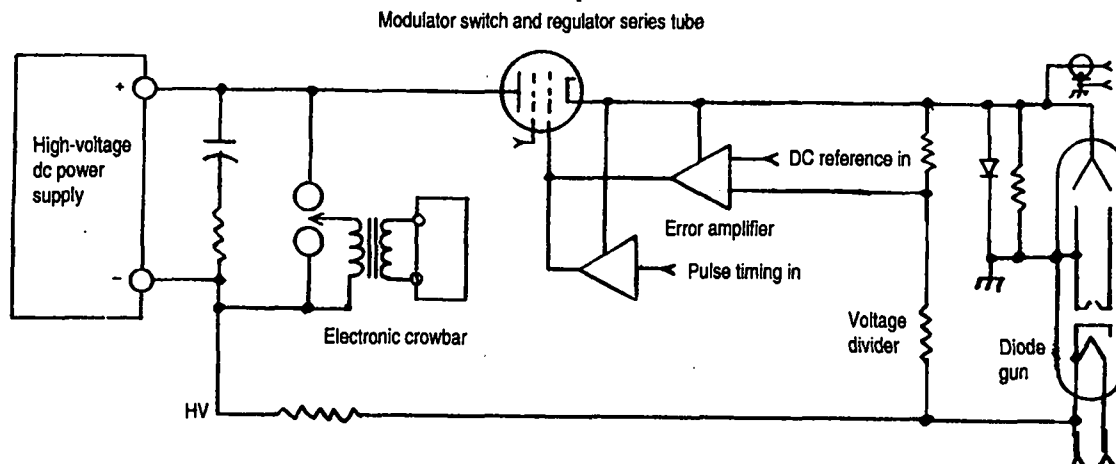 Modulator switch and regulator series tube
+
High-voltage
dc power
supply
−
DC reference in
Error amplifier
Pulse timing in
Electronic crowbar
Voltage
divider
Diode
gun
HV